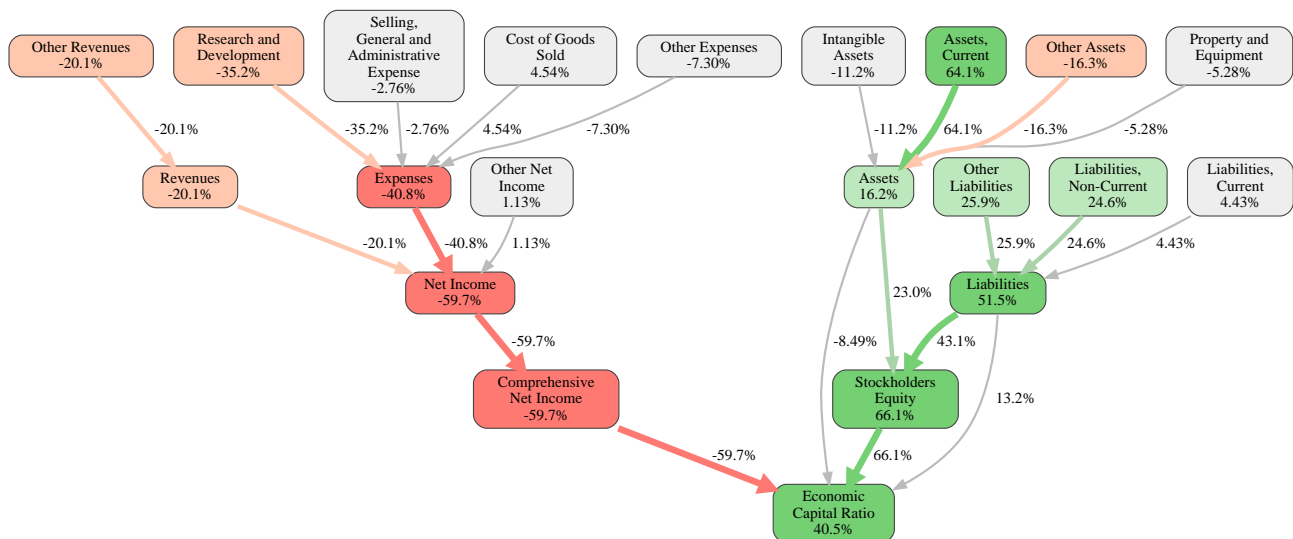 Other Revenues
-20.1%
Research and
Development
-35.2%
Selling,
General and
Administrative
Expense
-2.76%
Cost of Goods
Sold
4.54%
Other Expenses
-7.30%
Intangible
Assets
-11.2%
Assets,
Current
64.1%
Other Assets
-16.3%
Property and
Equipment
-5.28%
-20.1%
-35.2%
-2.76%
4.54%
-7.30%
-11.2%
64.1%
-16.3%
-5.28%
Revenues
-20.1%
Expenses
-40.8%
Other Net
Income
1.13%
Assets
16.2%
Other
Liabilities
25.9%
Liabilities,
Non-Current
24.6%
Liabilities,
Current
4.43%
-20.1%
-40.8%
1.13%
25.9%
24.6%
4.43%
Net Income
-59.7%
23.0%
Liabilities
51.5%
-59.7%
-8.49%
43.1%
Comprehensive
Net Income
-59.7%
Stockholders
Equity
66.1%
13.2%
-59.7%
66.1%
Economic
Capital Ratio
40.5%